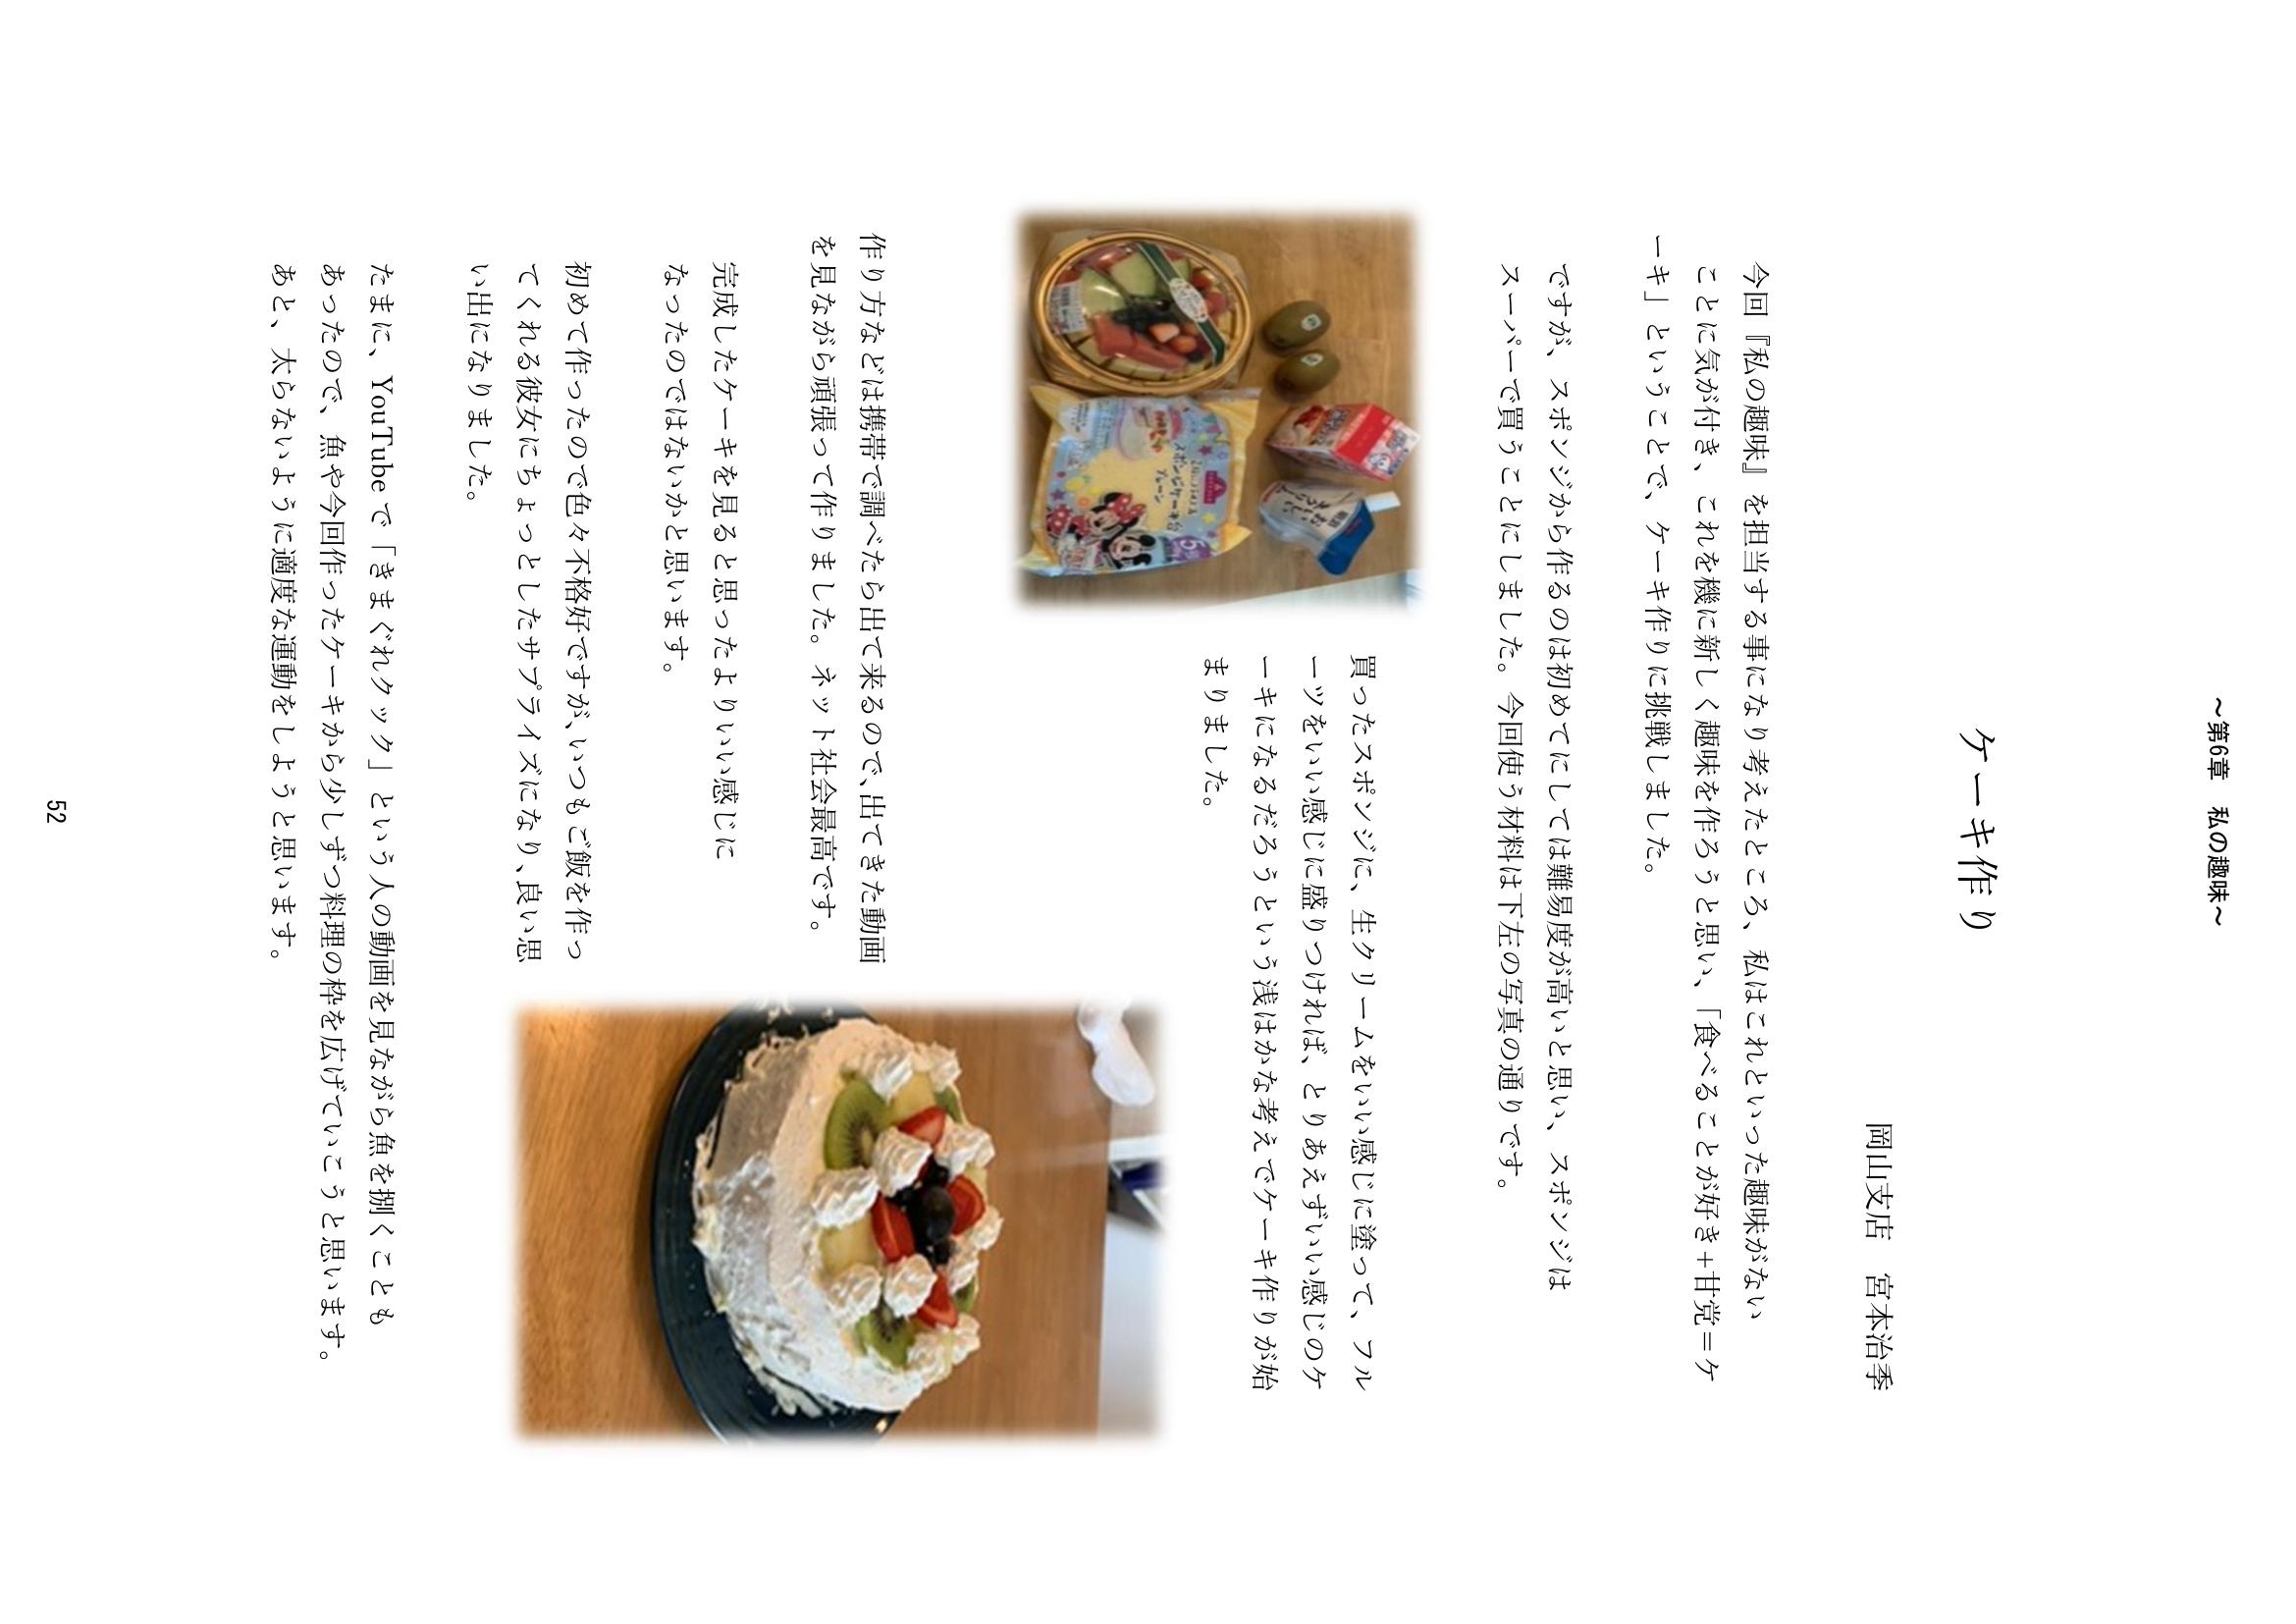 ~第6章　私の趣味~
ケーキ作り
岡山支店　宮本治季
今回『私の趣味』を担当する事になり考えたところ、私はこれといった趣味がない
ことに気が付き、これを機に新しく趣味を作ろうと思い、「食べることが好き+甘党=ケ
ーキ」ということで、ケーキ作りに挑戦しました。
ですが、スポンジから作るのは初めてにしては難易度が高いと思い、スポンジは
スーパーで買うことにしました。今回使う材料は下左の写真の通りです。
買ったスポンジに、生クリームをいい感じに塗って、フル
ーツをいい感じに盛りつければ、とりあえずいい感じのケ
ーキになるだろうという浅はかな考えでケーキ作りが始
まりました。
スポンジケーキ台
プレーン
作り方などは携帯で調べたら出て来るので、出てきた動画
を見ながら頑張って作りました。ネット社会最高です。
完成したケーキを見ると思ったよりいい感じに
なったのではないかと思います。
初めて作ったので色々不格好ですが、いつもご飯を作っ
てくれる彼女にちょっとしたサプライズになり、良い思
い出になりました。
たまに、YouTubeで「きまぐれクック」という人の動画を見ながら魚を捌くことも
あったので、魚や今回作ったケーキから少しずつ料理の枠を広げていこうと思います。
あと、太らないように適度な運動をしようと思います。
52